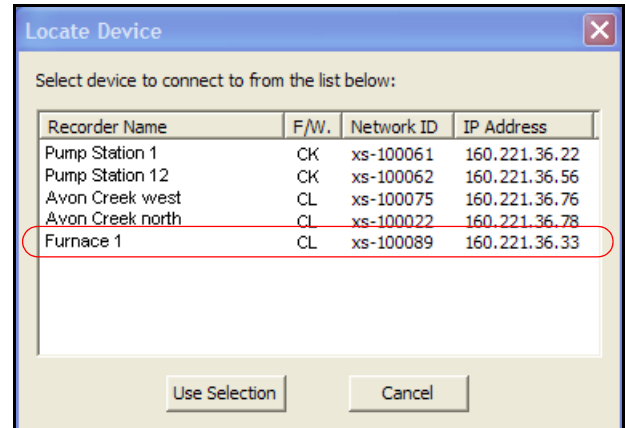 Locate Device
Select device to connect to from the list below:
Recorder Name F/W. Network ID IP Address
Pump Station 1 CK xs-100061 160.221.36.22
Pump Station 12 CK xs-100062 160.221.36.56
Avon Creek west CL xs-100075 160.221.36.76
Avon Creek north CL xs-100022 160.221.36.78
Furnace 1 CL xs-100089 160.221.36.33
Use Selection Cancel